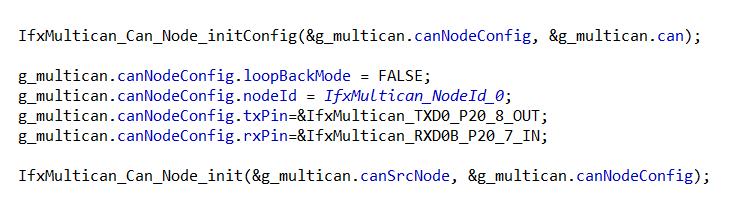 IfxMultican_Can_Node_initConfig(&g_multican.canNodeConfig, &g_multican.can);
g_multican.canNodeConfig.loopBackMode = FALSE;
g_multican.canNodeConfig.nodeId = IfxMultican_NodeId_0;
g_multican.canNodeConfig.txPin=&IfxMultican_TXD0_P20_8_OUT;
g_multican.canNodeConfig.rxPin=&IfxMultican_RXD0B_P20_7_IN;
IfxMultican_Can_Node_init(&g_multican.canSrcNode, &g_multican.canNodeConfig);